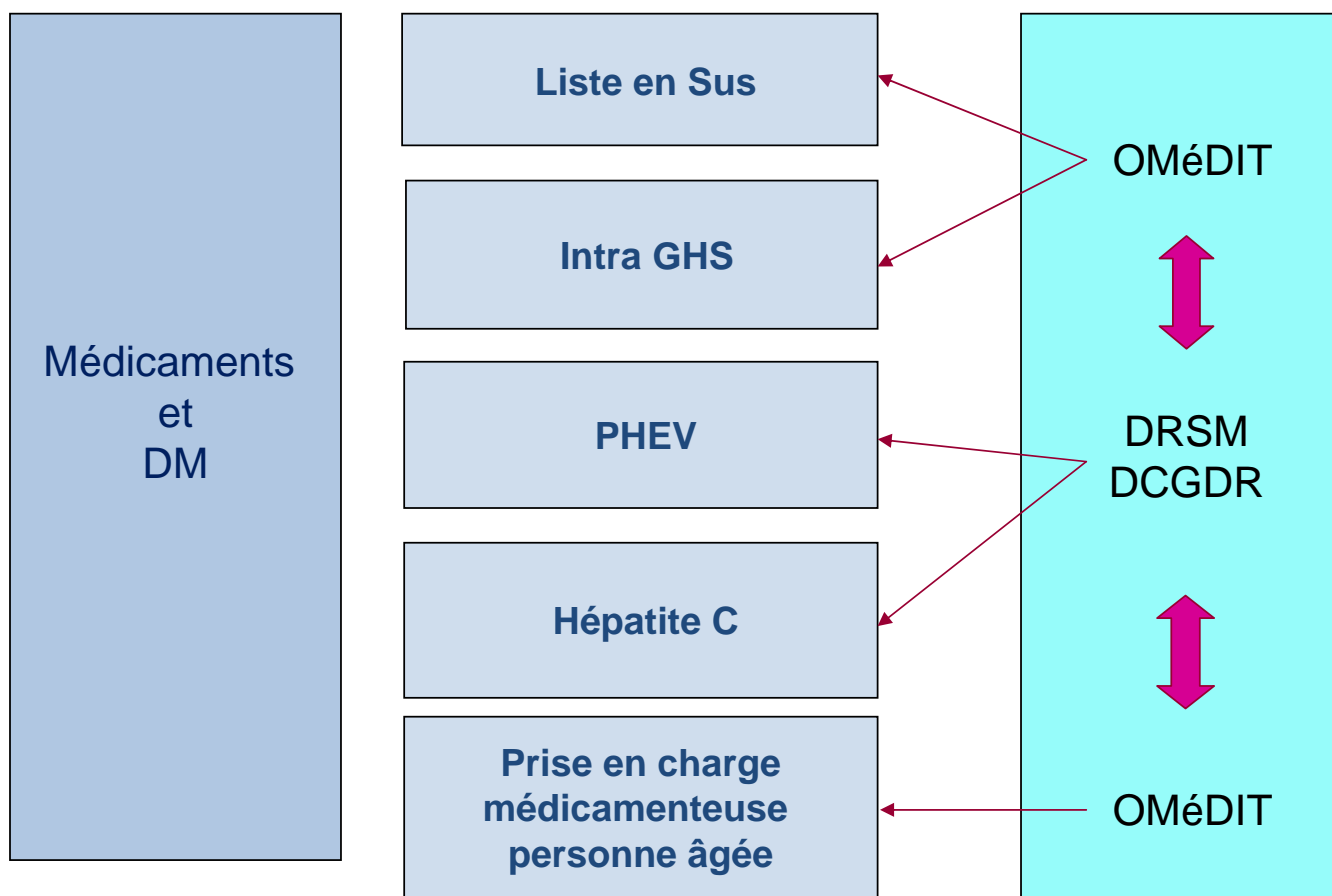 Médicaments
et
DM
Liste en Sus
Intra GHS
PHEV
Hépatite C
Prise en charge
médicamenteuse
personne âgée
OMéDIT
DRSM
DCGDR
OMéDIT